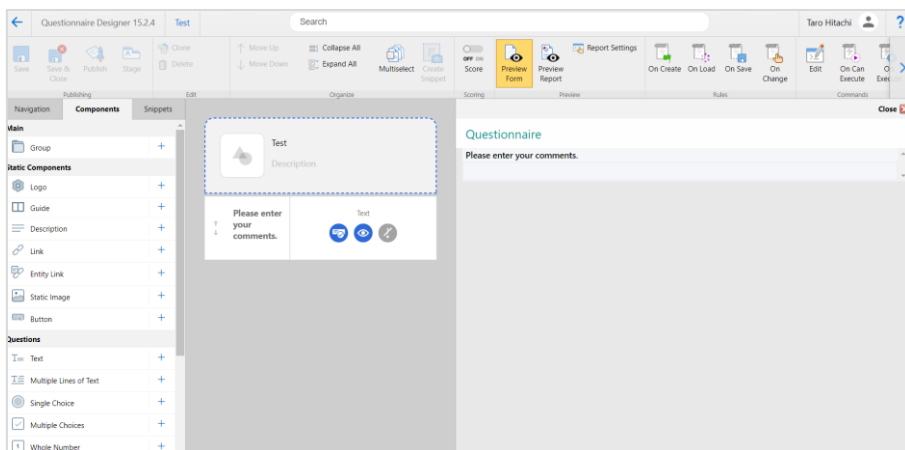 Questionnaire Designer 15.2.4 Test Search Taro Hitachi ?
Save Save & Close Publish Stage Clone Delete Move Up Move Down Collapse All Expand All Multiselect Create Snippet OFF ON Score Preview Form Preview Report Report Settings On Create On Load On Save On Change Edit On Can Execute
Publishing Edit Organize Scoring Preview Rules Commands
Navigation Components Snippets Close
Main
Group +
Static Components
Logo +
Guide +
Description +
Link +
Entity Link +
Static Image +
Button +
Questions
Text +
Multiple Lines of Text +
Single Choice +
Multiple Choices +
Whole Number +
Test
Description
Please enter your comments.
Text
Questionnaire
Please enter your comments.